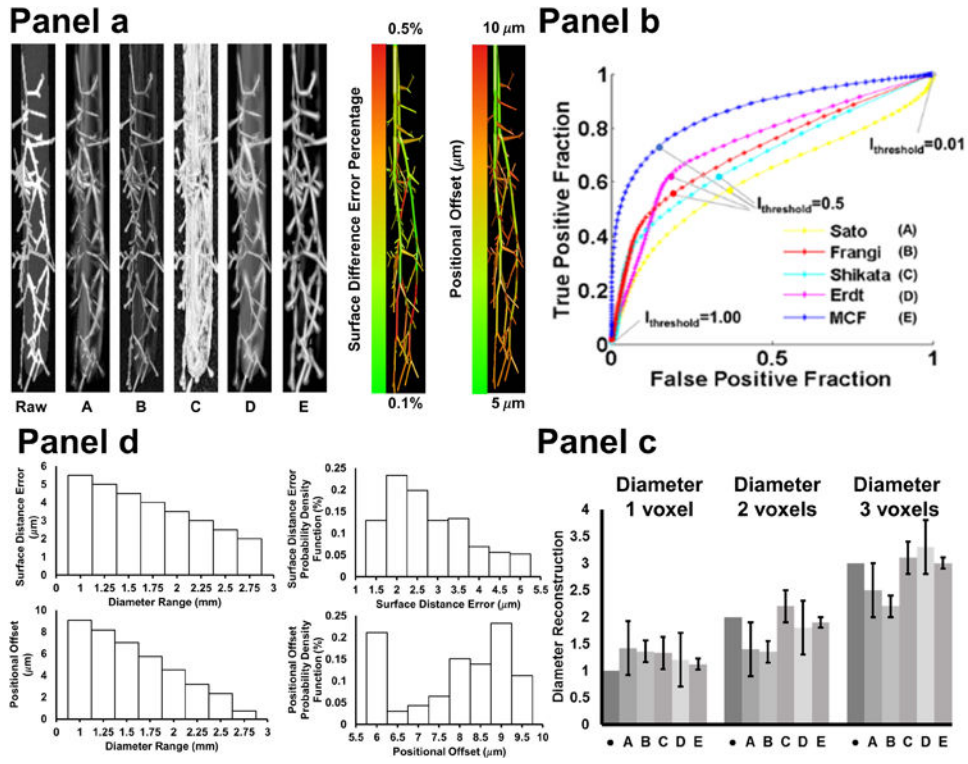 Panel a
0.5%
10 μm
Surface Difference Error Percentage
Positional Offset (μm)
0.1%
5 μm
Raw
A
B
C
D
E
Panel b
1
0.8
0.6
0.4
0.2
0
True Positive Fraction
0
0.5
1
False Positive Fraction
Ithreshold=0.01
Ithreshold=0.5
Ithreshold=1.00
Sato (A)
Frangi (B)
Shikata (C)
Erdt (D)
MCF (E)
Panel d
Surface Distance Error
(μm)
6
5
4
3
2
1
0
0 1 1.25 1.5 1.75 2 2.25 2.5 2.75 3
Diameter Range (mm)
Surface Distance Error
Probability Density
Function (%)
0.25
0.2
0.15
0.1
0.05
0
1 1.5 2 2.5 3 3.5 4 4.5 5 5.5
Surface Distance Error (μm)
Positional Offset
(μm)
10
8
6
4
2
0
0 1 1.25 1.5 1.75 2 2.25 2.5 2.75 3
Diameter Range (mm)
Positional Offset
Probability Density
Function (%)
0.25
0.2
0.15
0.1
0.05
0
5.5 6 6.5 7 7.5 8 8.5 9 9.5 10
Positional Offset (μm)
Panel c
Diameter
1 voxel
Diameter
2 voxels
Diameter
3 voxels
Diameter Reconstruction
4
3.5
3
2.5
2
1.5
1
0.5
0
• A B C D E
• A B C D E
• A B C D E